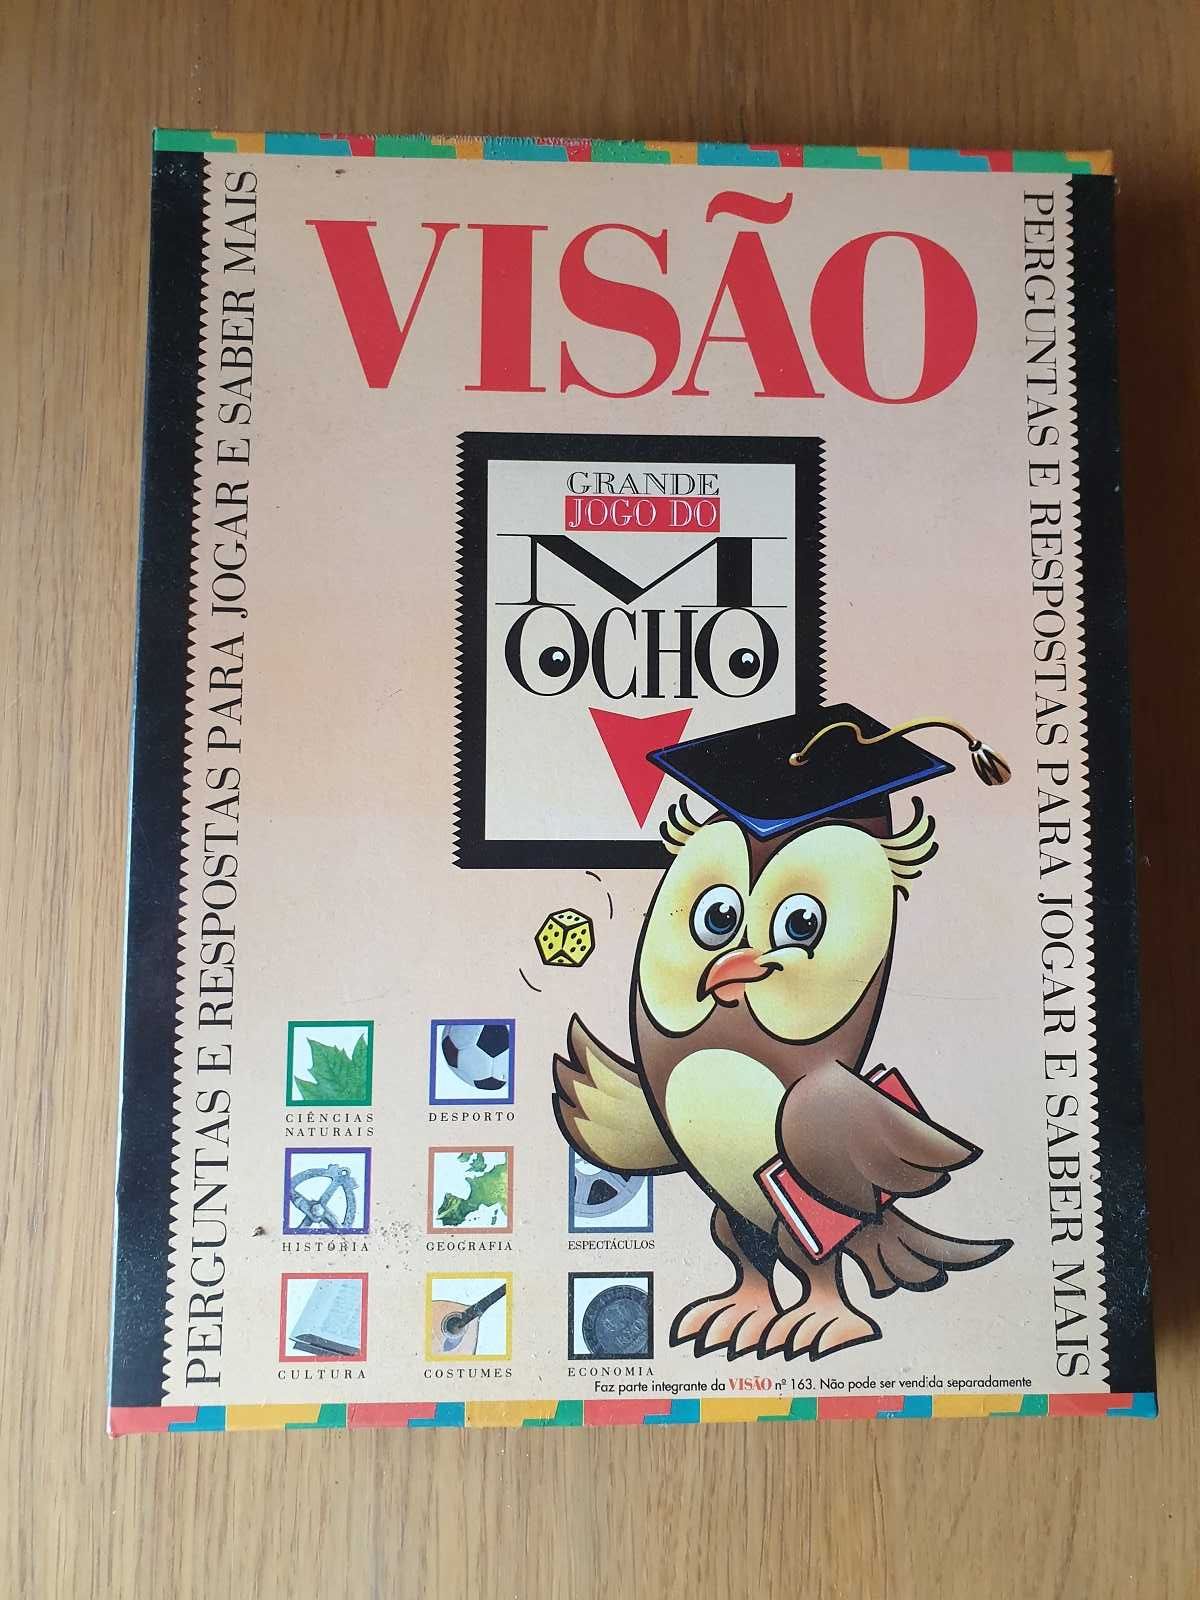 VISÃO
PERGUNTAS E RESPOSTAS PARA JOGAR E SABER MAIS
PERGUNTAS E RESPOSTAS PARA JOGAR E SABER MAIS
GRANDE
JOGO DO
MOCHO
CIÊNCIAS
NATURAIS
DESPORTO
HISTÓRIA
GEOGRAFIA
ESPECTÁCULOS
CULTURA
COSTUMES
ECONOMIA
Faz parte integrante da VISÃO nº 163. Não pode ser vendida separadamente